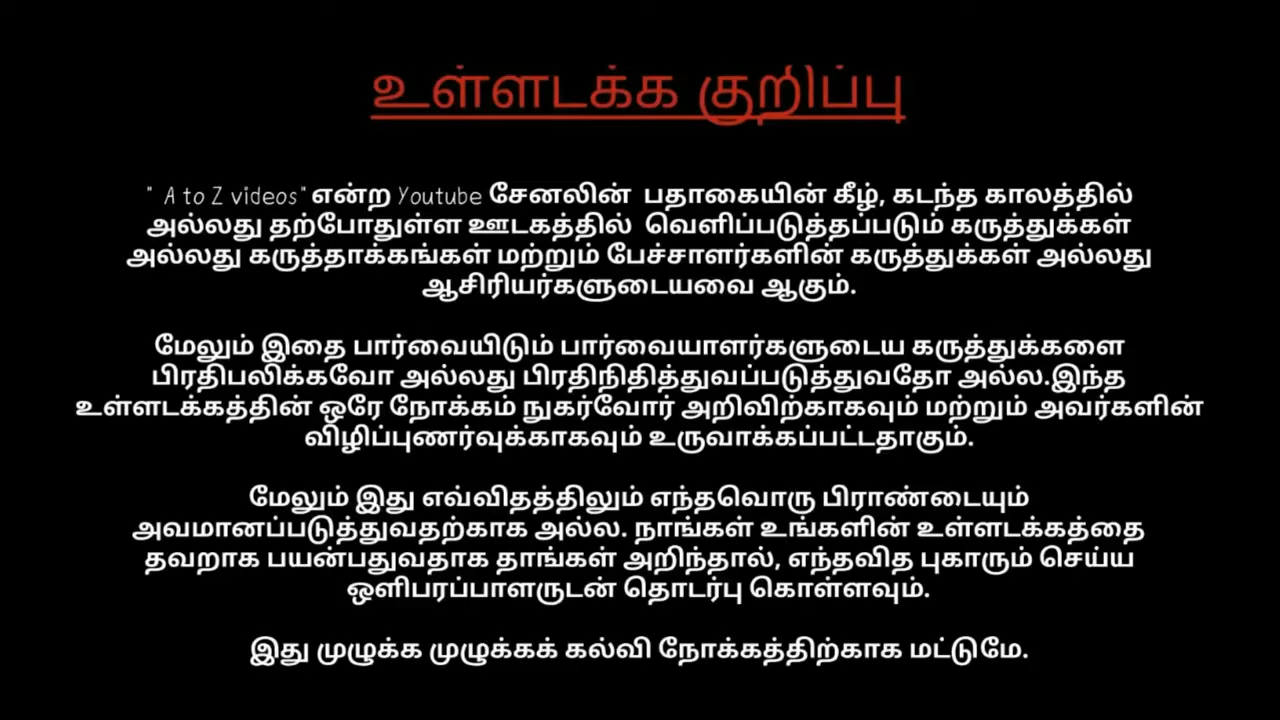 உள்ளடக்க குறிப்பு
" A to Z videos" என்ற Youtube சேனலின் பதாகையின் கீழ், கடந்த காலத்தில்
அல்லது தற்போதுள்ள ஊடகத்தில் வெளிப்படுத்தப்படும் கருத்துக்கள்
அல்லது கருத்தாக்கங்கள் மற்றும் பேச்சாளர்களின் கருத்துக்கள் அல்லது
ஆசிரியர்களுடையவை ஆகும்.
மேலும் இதை பார்வையிடும் பார்வையாளர்களுடைய கருத்துக்களை
பிரதிபலிக்கவோ அல்லது பிரதிநிதித்துவப்படுத்துவதோ அல்ல.இந்த
உள்ளடக்கத்தின் ஒரே நோக்கம் நுகர்வோர் அறிவிற்காகவும் மற்றும் அவர்களின்
விழிப்புணர்வுக்காகவும் உருவாக்கப்பட்டதாகும்.
மேலும் இது எவ்விதத்திலும் எந்தவொரு பிராண்டையும்
அவமானப்படுத்துவதற்காக அல்ல. நாங்கள் உங்களின் உள்ளடக்கத்தை
தவறாக பயன்பதுவதாக தாங்கள் அறிந்தால், எந்தவித புகாரும் செய்ய
ஒளிபரப்பாளருடன் தொடர்பு கொள்ளவும்.
இது முழுக்க முழுக்கக் கல்வி நோக்கத்திற்காக மட்டுமே.